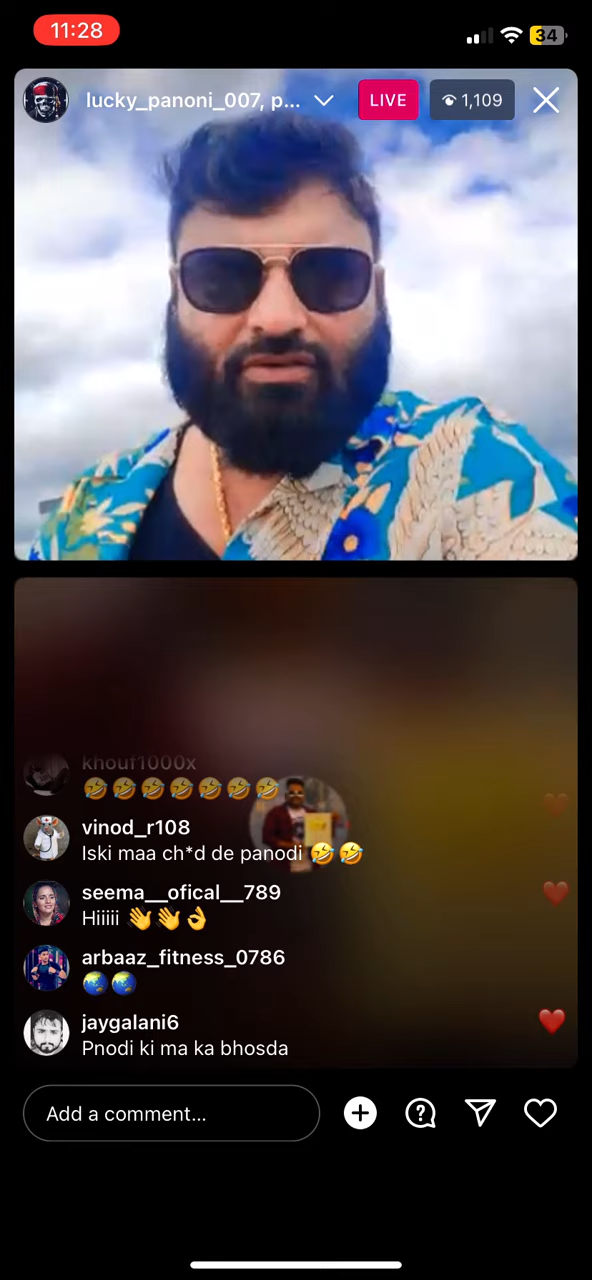 11:28
34
lucky_panoni_007, p...
LIVE
1,109
khouf1000x
🤣🤣🤣🤣🤣🤣🤣
vinod_r108
Iski maa ch*d de panodi 🤣🤣
seema__ofical__789
Hiiiii 👋👋👌
arbaaz_fitness_0786
🌏🌏
jaygalani6
Pnodi ki ma ka bhosda
Add a comment...